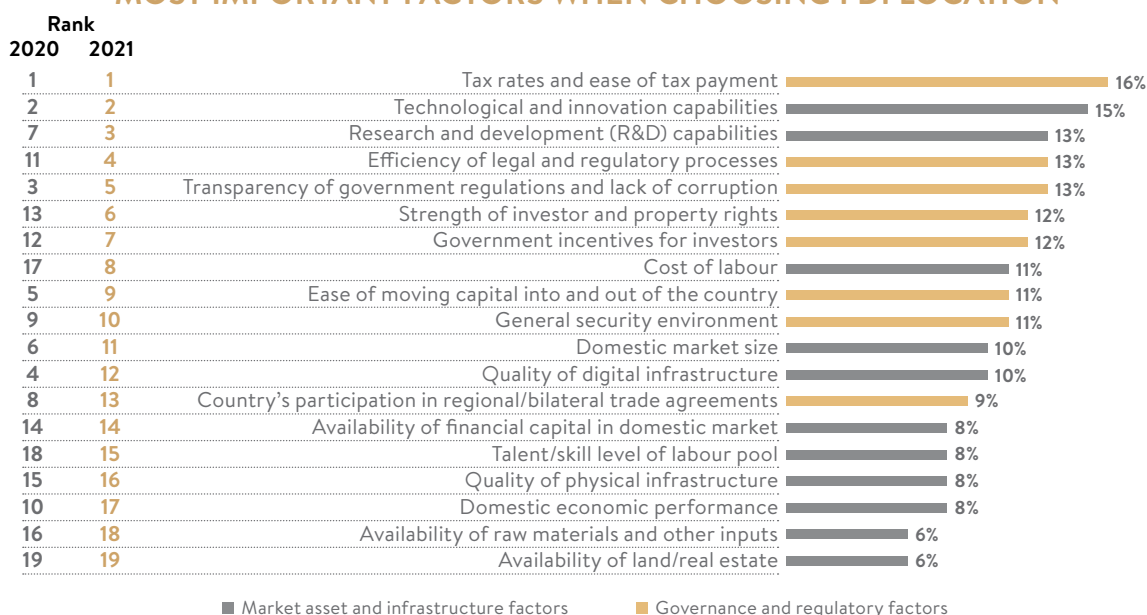 MOST IMPORTANT FACTORS WHEN CHOOSING FDI LOCATION
Rank
2020 2021
1 1 Tax rates and ease of tax payment 16%
2 2 Technological and innovation capabilities 15%
7 3 Research and development (R&D) capabilities 13%
11 4 Efficiency of legal and regulatory processes 13%
3 5 Transparency of government regulations and lack of corruption 13%
13 6 Strength of investor and property rights 12%
12 7 Government incentives for investors 12%
17 8 Cost of labour 11%
5 9 Ease of moving capital into and out of the country 11%
9 10 General security environment 11%
6 11 Domestic market size 10%
4 12 Quality of digital infrastructure 10%
8 13 Country's participation in regional/bilateral trade agreements 9%
14 14 Availability of financial capital in domestic market 8%
18 15 Talent/skill level of labour pool 8%
15 16 Quality of physical infrastructure 8%
10 17 Domestic economic performance 8%
16 18 Availability of raw materials and other inputs 6%
19 19 Availability of land/real estate 6%
Market asset and infrastructure factors Governance and regulatory factors